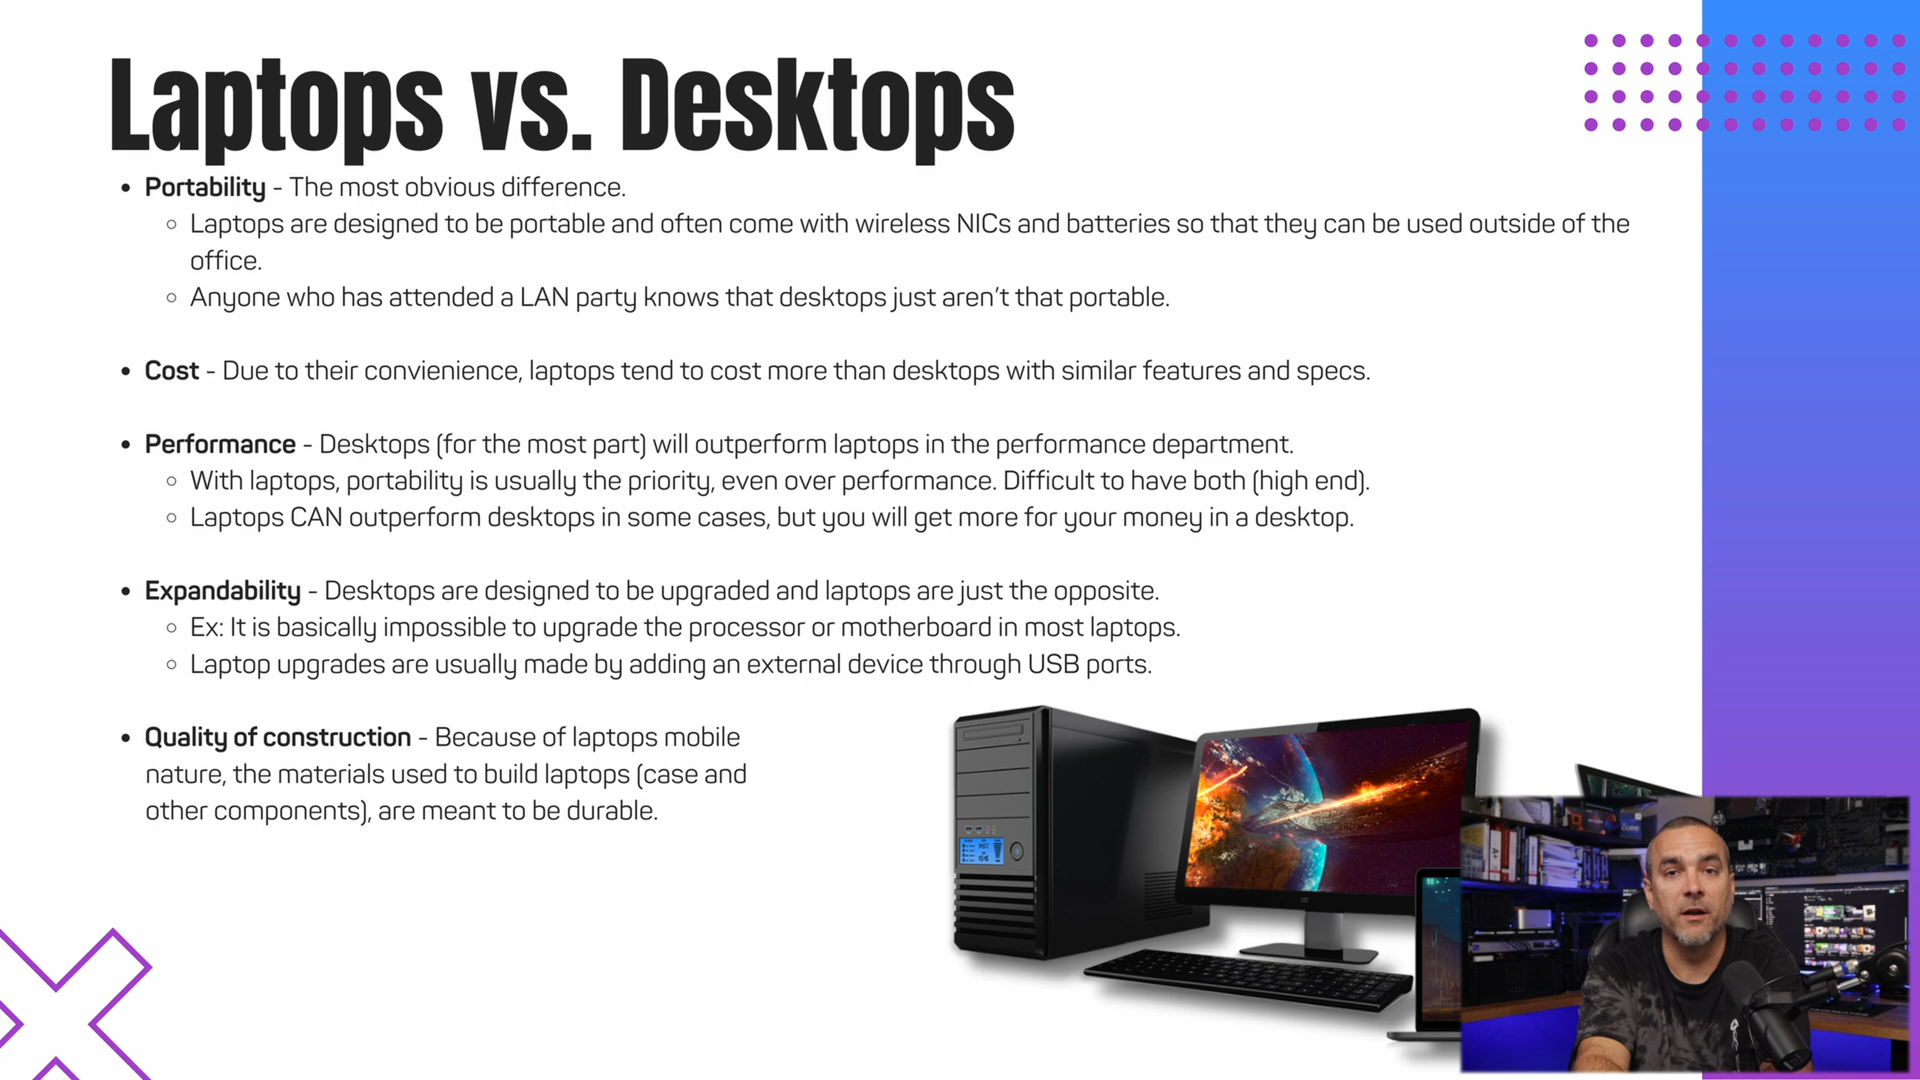 Laptops vs. Desktops
• Portability - The most obvious difference.
◦ Laptops are designed to be portable and often come with wireless NICs and batteries so that they can be used outside of the
office.
◦ Anyone who has attended a LAN party knows that desktops just aren't that portable.
• Cost - Due to their convienience, laptops tend to cost more than desktops with similar features and specs.
• Performance - Desktops (for the most part) will outperform laptops in the performance department.
◦ With laptops, portability is usually the priority, even over performance. Difficult to have both (high end).
◦ Laptops CAN outperform desktops in some cases, but you will get more for your money in a desktop.
• Expandability - Desktops are designed to be upgraded and laptops are just the opposite.
◦ Ex: It is basically impossible to upgrade the processor or motherboard in most laptops.
◦ Laptop upgrades are usually made by adding an external device through USB ports.
• Quality of construction - Because of laptops mobile
nature, the materials used to build laptops (case and
other components), are meant to be durable.
A+
CORE